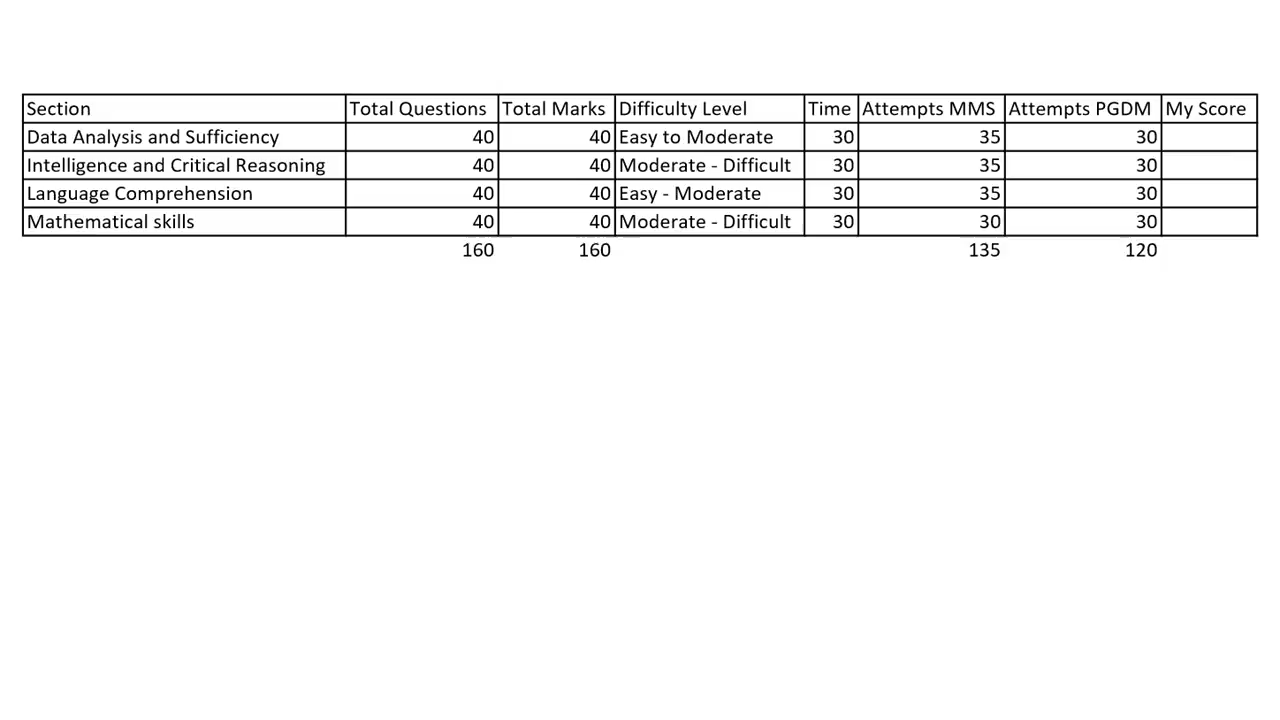 Section Total Questions Total Marks Difficulty Level Time Attempts MMS Attempts PGDM My Score
Data Analysis and Sufficiency 40 40 Easy to Moderate 30 35 30
Intelligence and Critical Reasoning 40 40 Moderate - Difficult 30 35 30
Language Comprehension 40 40 Easy - Moderate 30 35 30
Mathematical skills 40 40 Moderate - Difficult 30 30 30
160 160 135 120